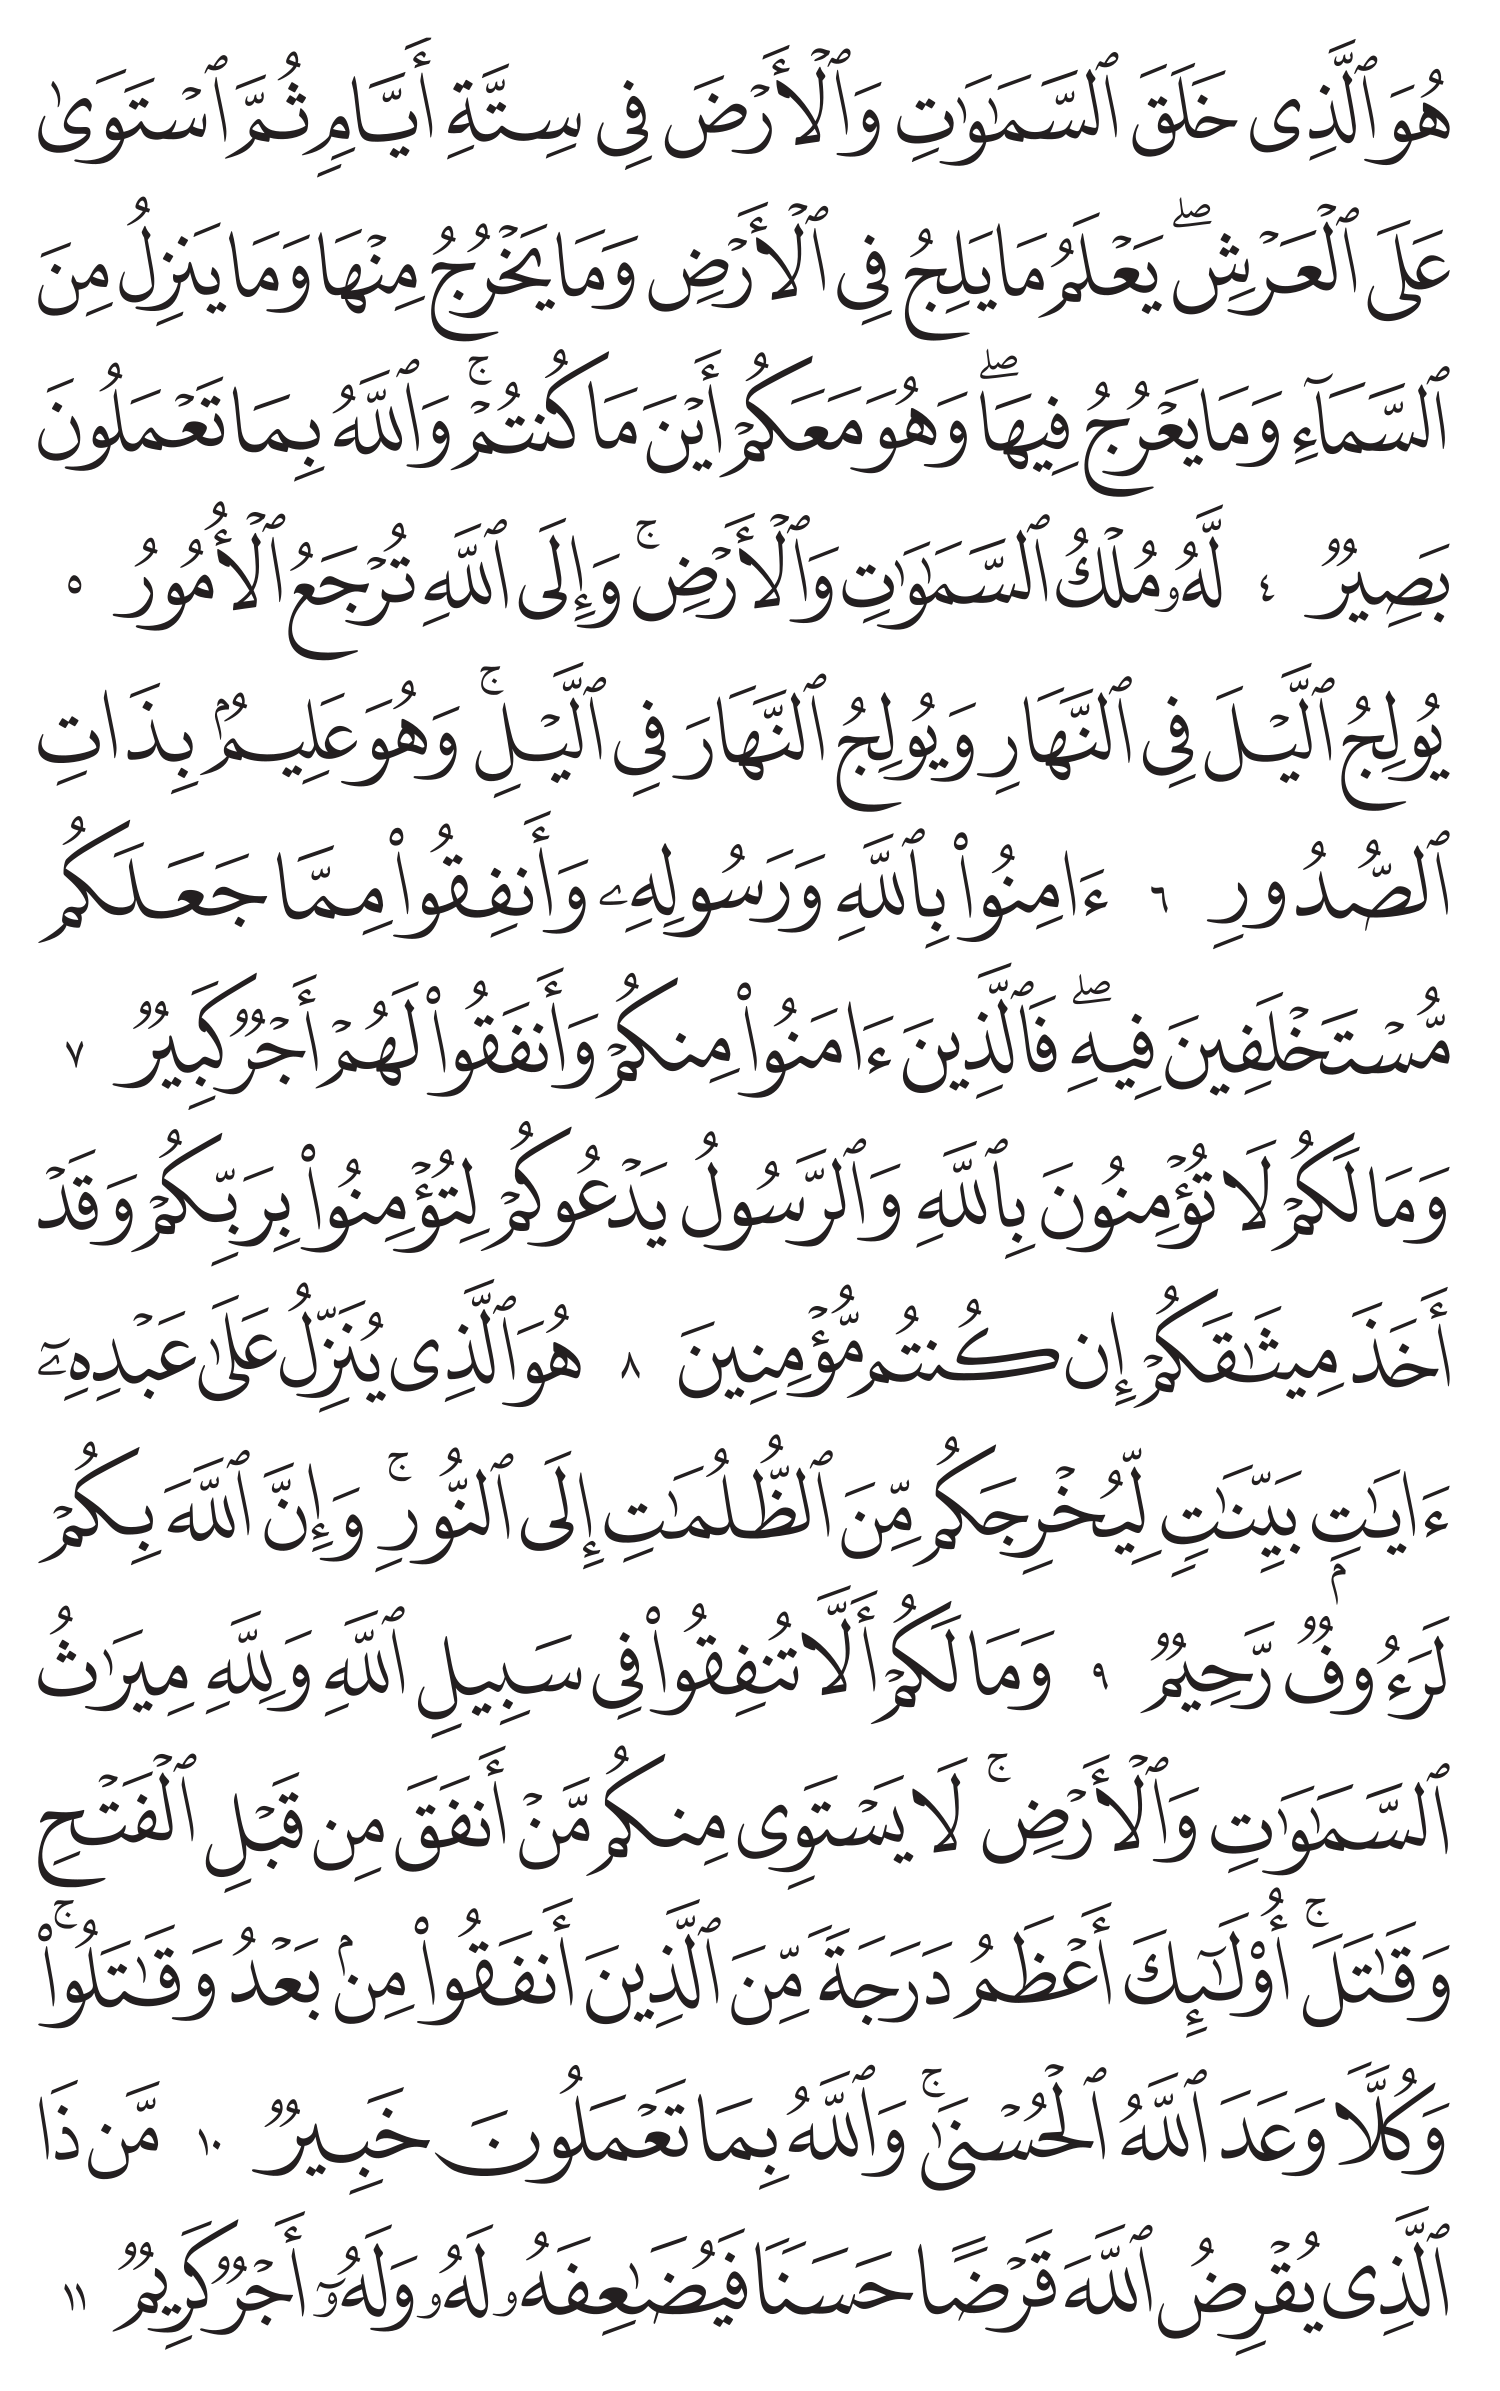 هُوَ ٱلَّذِى خَلَقَ ٱلسَّمَـٰوَٰتِ وَٱلْأَرْضَ فِى سِتَّةِ أَيَّامٍ ثُمَّ ٱسْتَوَىٰ
عَلَى ٱلْعَرْشِ ۖ يَعْلَمُ مَا يَلِجُ فِى ٱلْأَرْضِ وَمَا يَخْرُجُ مِنْهَا وَمَا يَنزِلُ مِنَ
ٱلسَّمَآءِ وَمَا يَعْرُجُ فِيهَا ۖ وَهُوَ مَعَكُمْ أَيْنَ مَا كُنتُمْ ۚ وَٱللَّهُ بِمَا تَعْمَلُونَ
بَصِيرٌ ٤ لَّهُۥ مُلْكُ ٱلسَّمَـٰوَٰتِ وَٱلْأَرْضِ ۚ وَإِلَى ٱللَّهِ تُرْجَعُ ٱلْأُمُورُ ٥
يُولِجُ ٱلَّيْلَ فِى ٱلنَّهَارِ وَيُولِجُ ٱلنَّهَارَ فِى ٱلَّيْلِ ۚ وَهُوَ عَلِيمٌۢ بِذَاتِ
ٱلصُّدُورِ ٦ ءَامِنُوا۟ بِٱللَّهِ وَرَسُولِهِۦ وَأَنفِقُوا۟ مِمَّا جَعَلَكُم
مُّسْتَخْلَفِينَ فِيهِ ۖ فَٱلَّذِينَ ءَامَنُوا۟ مِنكُمْ وَأَنفَقُوا۟ لَهُمْ أَجْرٌ كَبِيرٌ ٧
وَمَا لَكُمْ لَا تُؤْمِنُونَ بِٱللَّهِ وَٱلرَّسُولُ يَدْعُوكُمْ لِتُؤْمِنُوا۟ بِرَبِّكُمْ وَقَدْ
أَخَذَ مِيثَـٰقَكُمْ إِن كُنتُم مُّؤْمِنِينَ ٨ هُوَ ٱلَّذِى يُنَزِّلُ عَلَىٰ عَبْدِهِۦٓ
ءَايَـٰتٍۭ بَيِّنَـٰتٍ لِّيُخْرِجَكُم مِّنَ ٱلظُّلُمَـٰتِ إِلَى ٱلنُّورِ ۚ وَإِنَّ ٱللَّهَ بِكُمْ
لَرَءُوفٌ رَّحِيمٌ ٩ وَمَا لَكُمْ أَلَّا تُنفِقُوا۟ فِى سَبِيلِ ٱللَّهِ وَلِلَّهِ مِيرَٰثُ
ٱلسَّمَـٰوَٰتِ وَٱلْأَرْضِ ۚ لَا يَسْتَوِى مِنكُم مَّنْ أَنفَقَ مِن قَبْلِ ٱلْفَتْحِ
وَقَـٰتَلَ ۚ أُو۟لَـٰٓئِكَ أَعْظَمُ دَرَجَةً مِّنَ ٱلَّذِينَ أَنفَقُوا۟ مِنۢ بَعْدُ وَقَـٰتَلُوا۟ ۚ
وَكُلًّا وَعَدَ ٱللَّهُ ٱلْحُسْنَىٰ ۚ وَٱللَّهُ بِمَا تَعْمَلُونَ خَبِيرٌ ١٠ مَّن ذَا
ٱلَّذِى يُقْرِضُ ٱللَّهَ قَرْضًا حَسَنًا فَيُضَـٰعِفَهُۥ لَهُۥ وَلَهُۥٓ أَجْرٌ كَرِيمٌ ١١